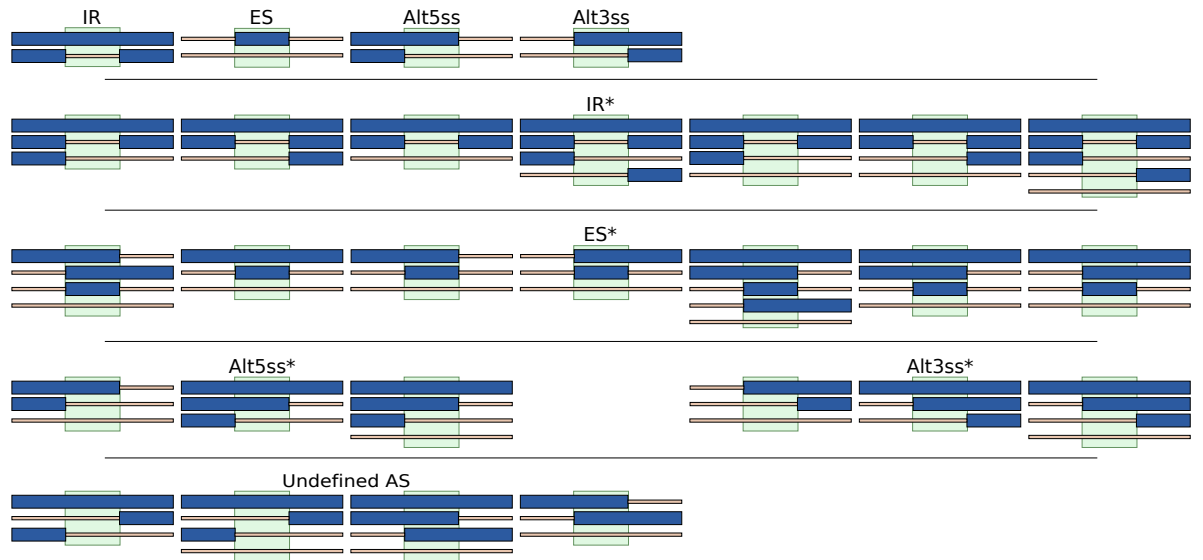 IR ES Alt5ss Alt3ss
IR*
ES*
Alt5ss* Alt3ss*
Undefined AS